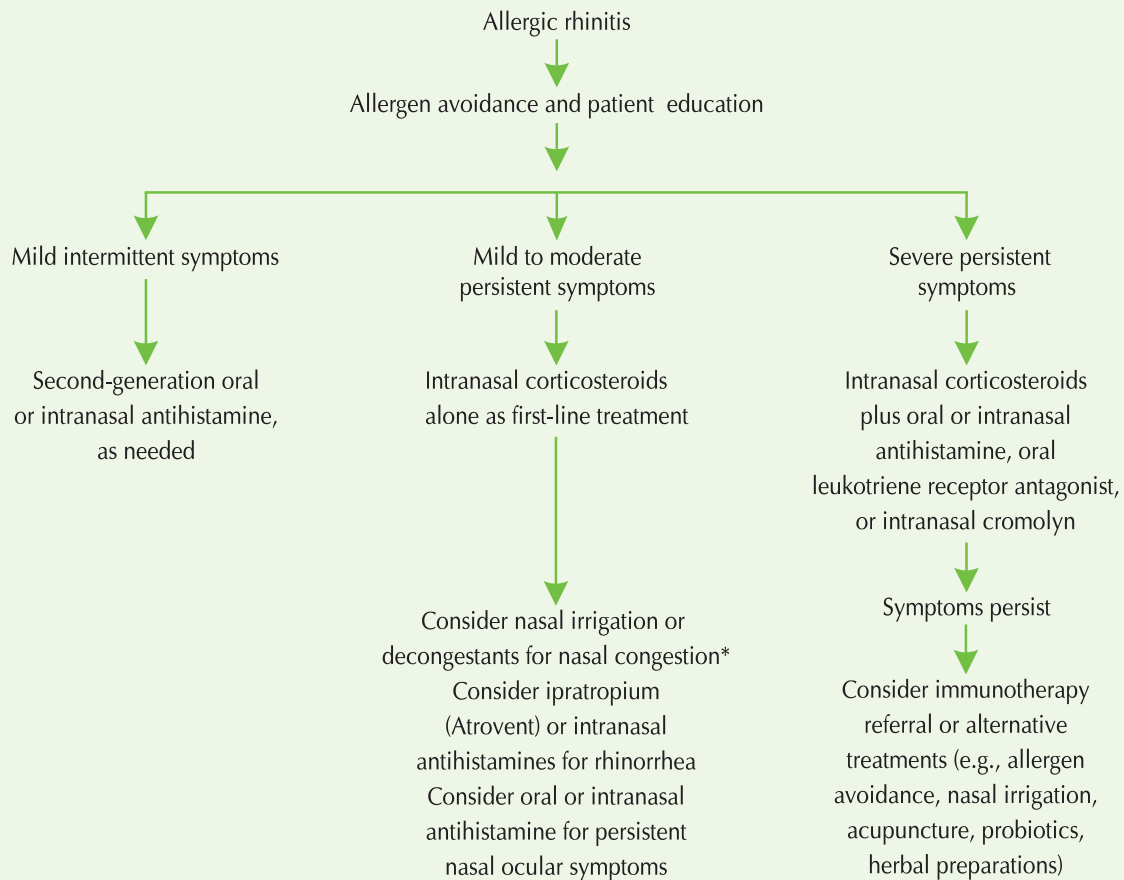 Allergic rhinitis
Allergen avoidance and patient education
Mild intermittent symptoms
Second-generation oral
or intranasal antihistamine,
as needed
Mild to moderate
persistent symptoms
Intranasal corticosteroids
alone as first-line treatment
Consider nasal irrigation or
decongestants for nasal congestion*
Consider ipratropium
(Atrovent) or intranasal
antihistamines for rhinorrhea
Consider oral or intranasal
antihistamine for persistent
nasal ocular symptoms
Severe persistent
symptoms
Intranasal corticosteroids
plus oral or intranasal
antihistamine, oral
leukotriene receptor antagonist,
or intranasal cromolyn
Symptoms persist
Consider immunotherapy
referral or alternative
treatments (e.g., allergen
avoidance, nasal irrigation,
acupuncture, probiotics,
herbal preparations)